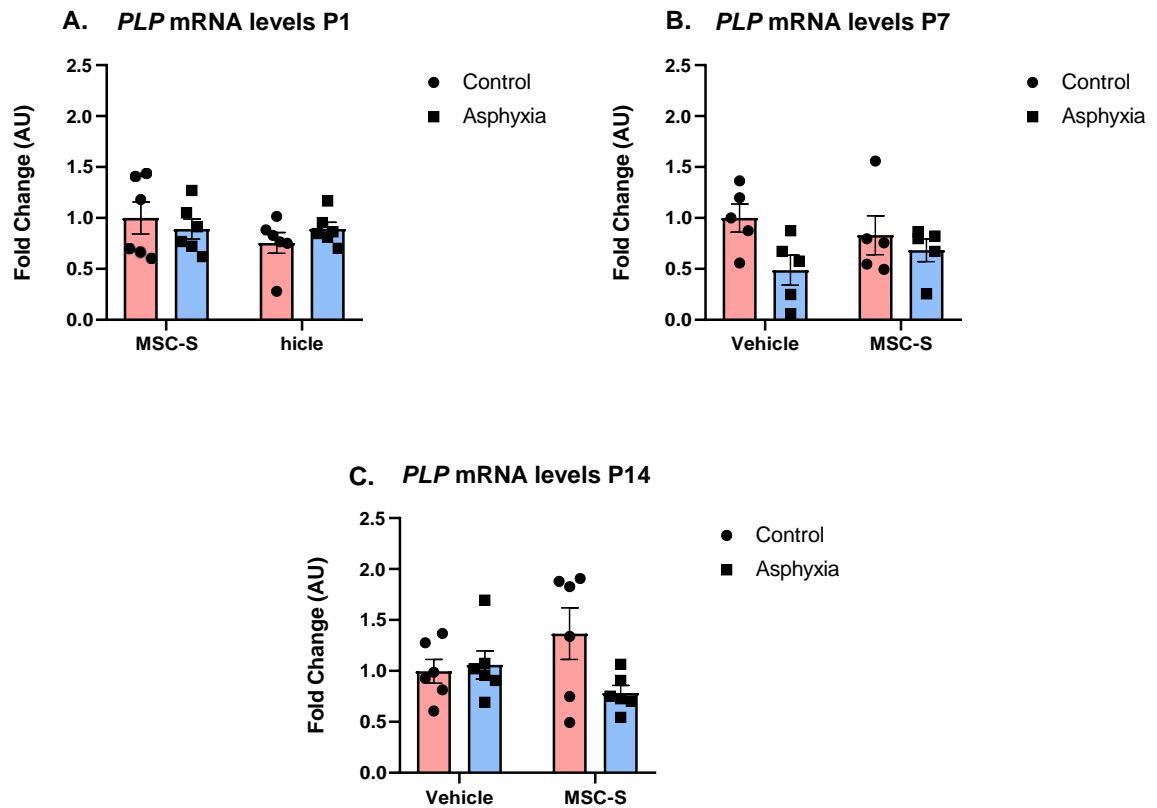 A. PLP mRNA levels P1
Fold Change (AU)
2.5
2.0
1.5
1.0
0.5
0.0
MSC-S
hicle
Control
Asphyxia
B. PLP mRNA levels P7
Fold Change (AU)
2.5
2.0
1.5
1.0
0.5
0.0
Vehicle
MSC-S
Control
Asphyxia
C. PLP mRNA levels P14
Fold Change (AU)
2.5
2.0
1.5
1.0
0.5
0.0
Vehicle
MSC-S
Control
Asphyxia